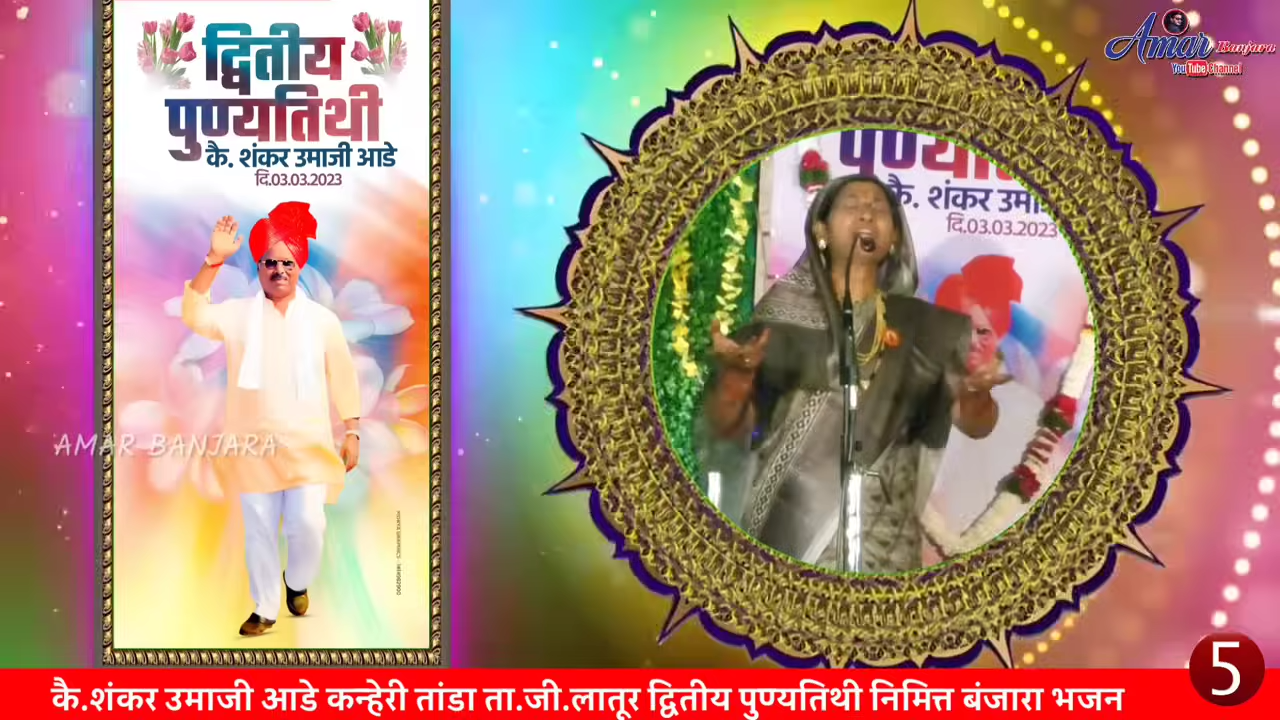 द्वितीय
पुण्यतिथी
कै. शंकर उमाजी आडे
दि.03.03.2023
AMAR BANJARA
Amar Banjara
YouTube Channel
पुण्या
कै. शंकर उमा
दि.03.03.2023
कै.शंकर उमाजी आडे कन्हेरी तांडा ता.जी.लातूर द्वितीय पुण्यतिथी निमित्त बंजारा भजन
5